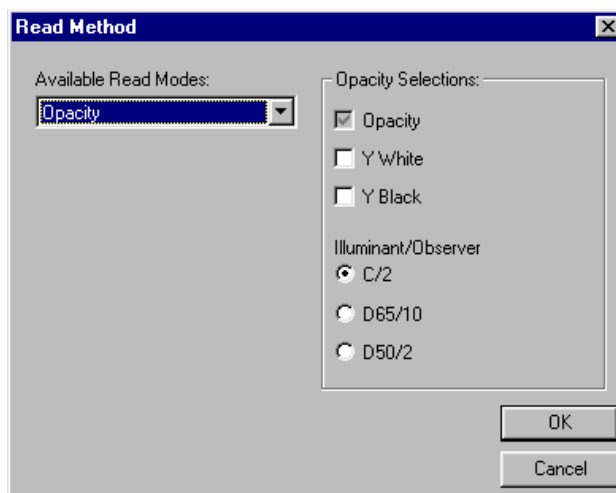 Read Method
Available Read Modes:
Opacity
Opacity Selections:
Opacity
Y White
Y Black
Illuminant/Observer
C/2
D65/10
D50/2
OK
Cancel